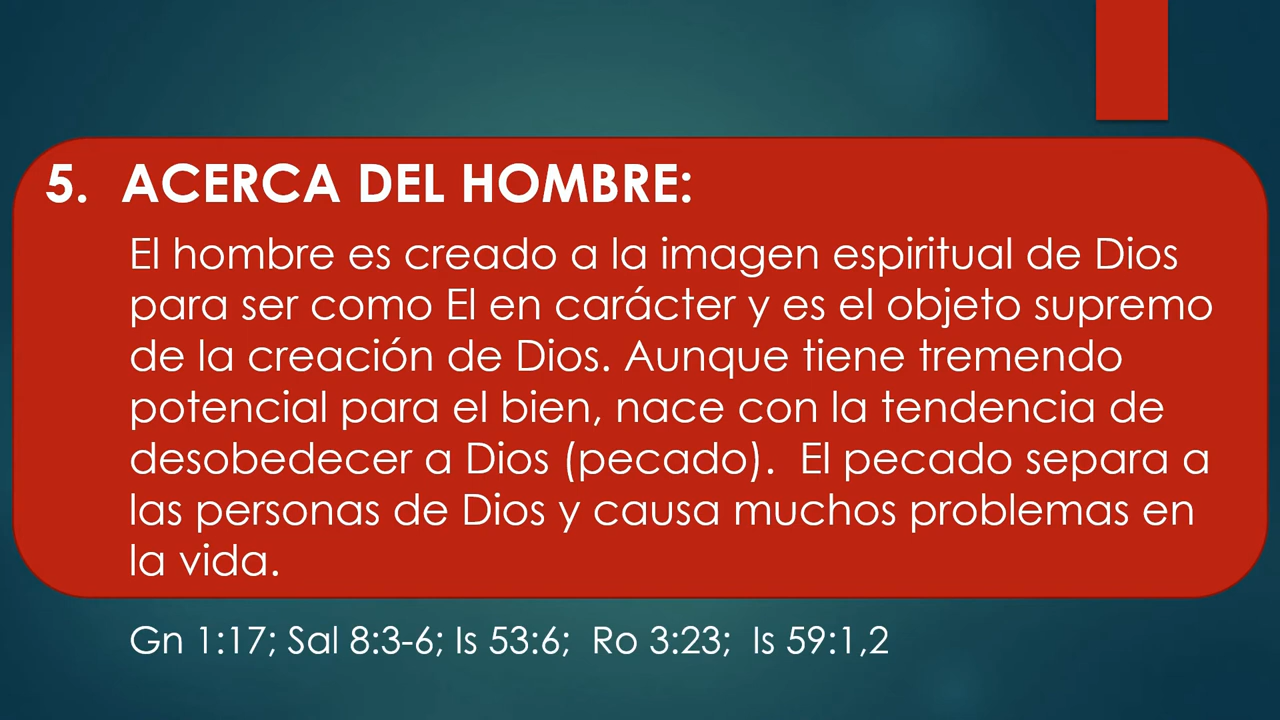 5. ACERCA DEL HOMBRE:
El hombre es creado a la imagen espiritual de Dios
para ser como El en carácter y es el objeto supremo
de la creación de Dios. Aunque tiene tremendo
potencial para el bien, nace con la tendencia de
desobedecer a Dios (pecado). El pecado separa a
las personas de Dios y causa muchos problemas en
la vida.
Gn 1:17; Sal 8:3-6; Is 53:6; Ro 3:23; Is 59:1,2